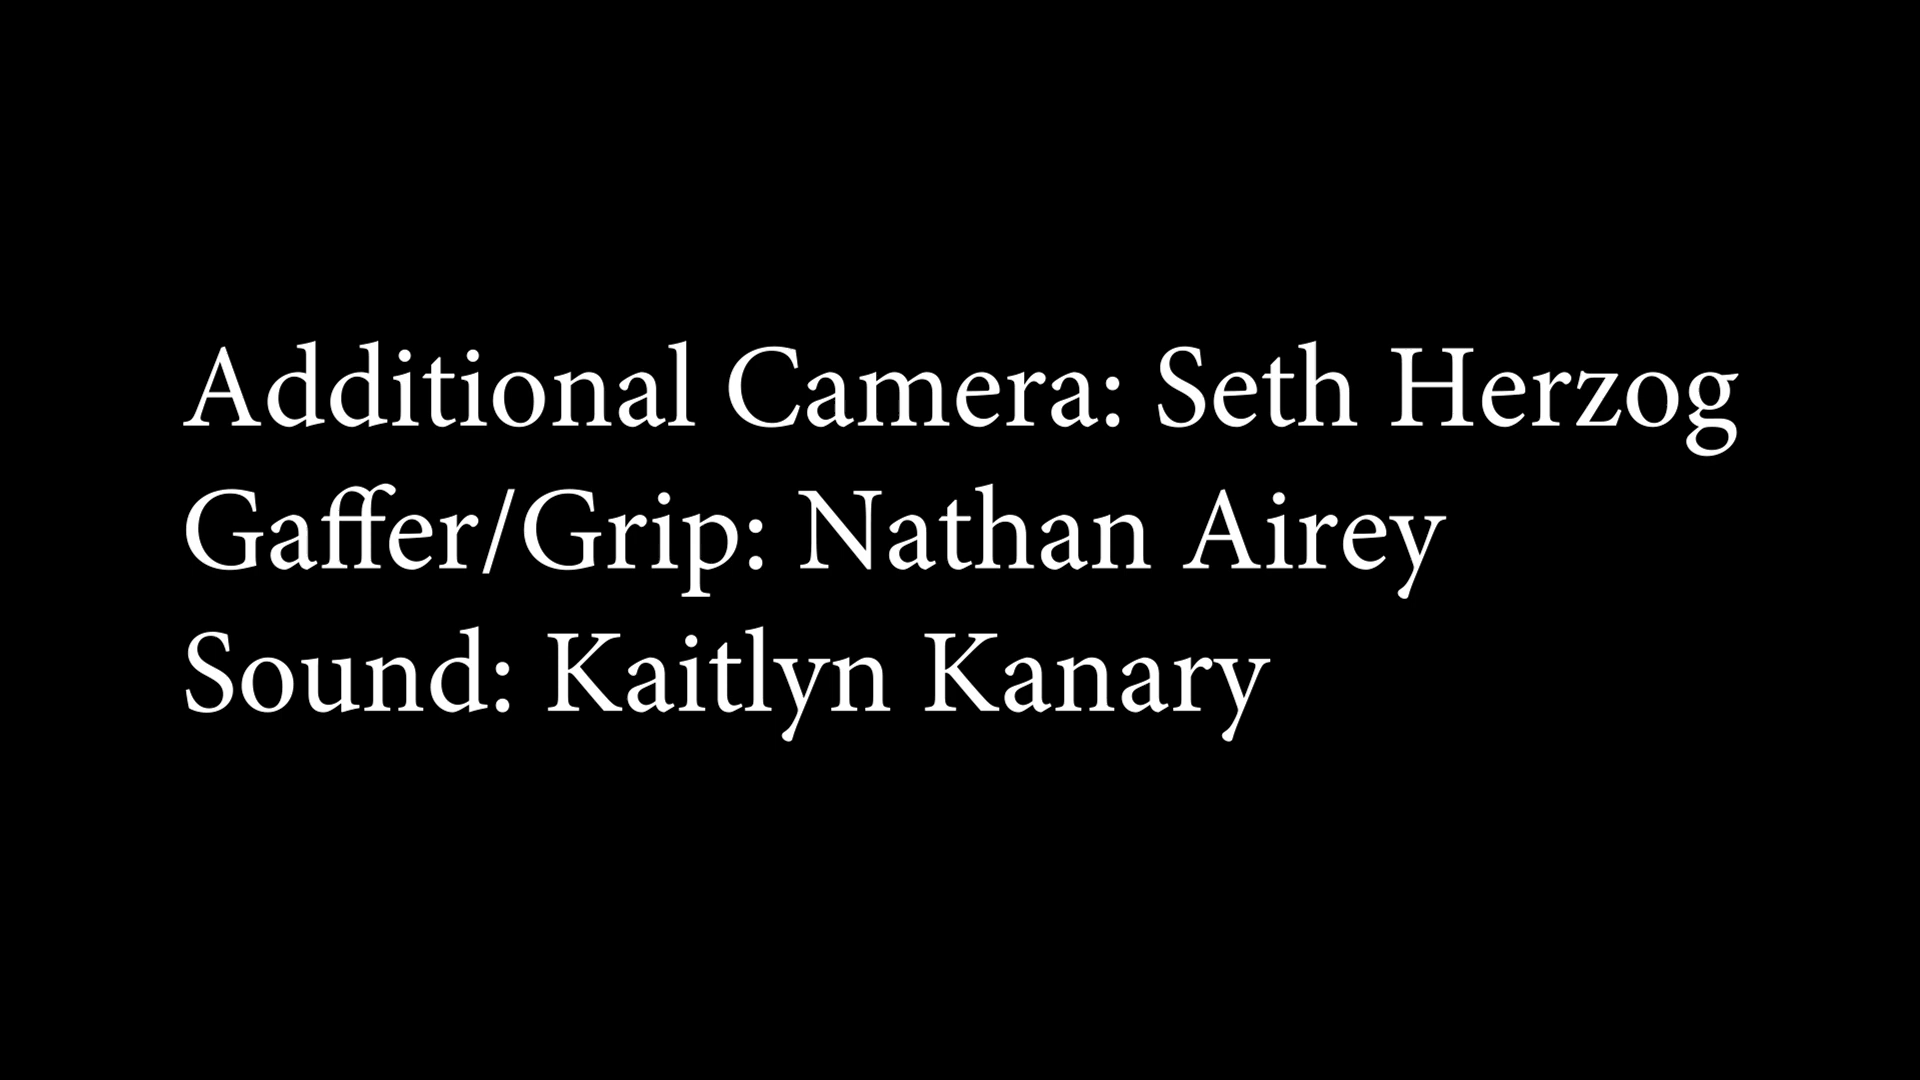 Additional Camera: Seth Herzog
Gaffer/Grip: Nathan Airey
Sound: Kaitlyn Kanary